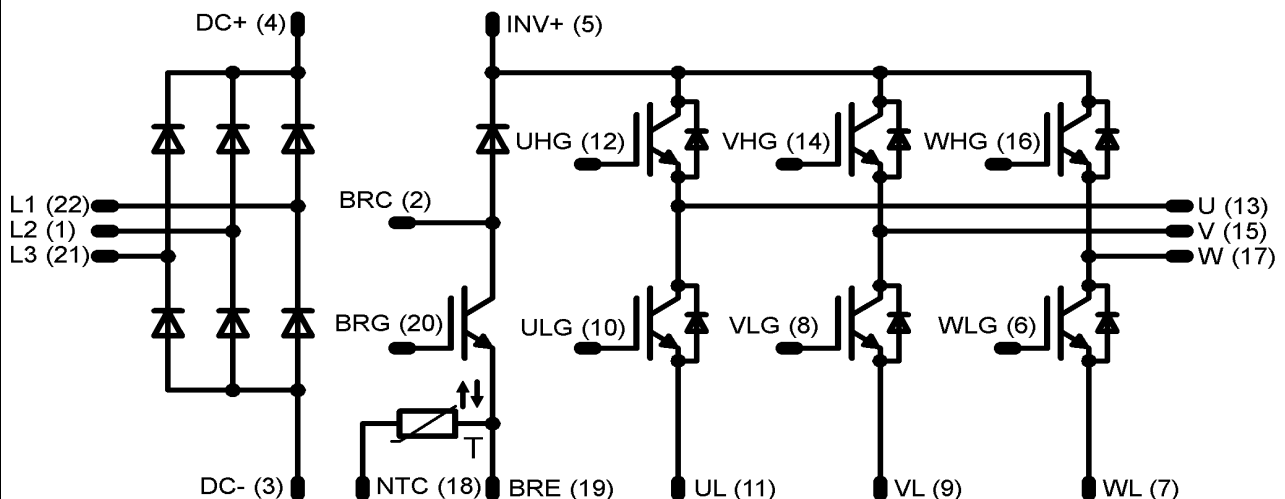 DC+ (4)
INV+ (5)
UHG (12)
VHG (14)
WHG (16)
L1 (22)
BRC (2)
U (13)
L2 (1)
V (15)
L3 (21)
W (17)
BRG (20)
ULG (10)
VLG (8)
WLG (6)
T
DC- (3)
NTC (18)
BRE (19)
UL (11)
VL (9)
WL (7)